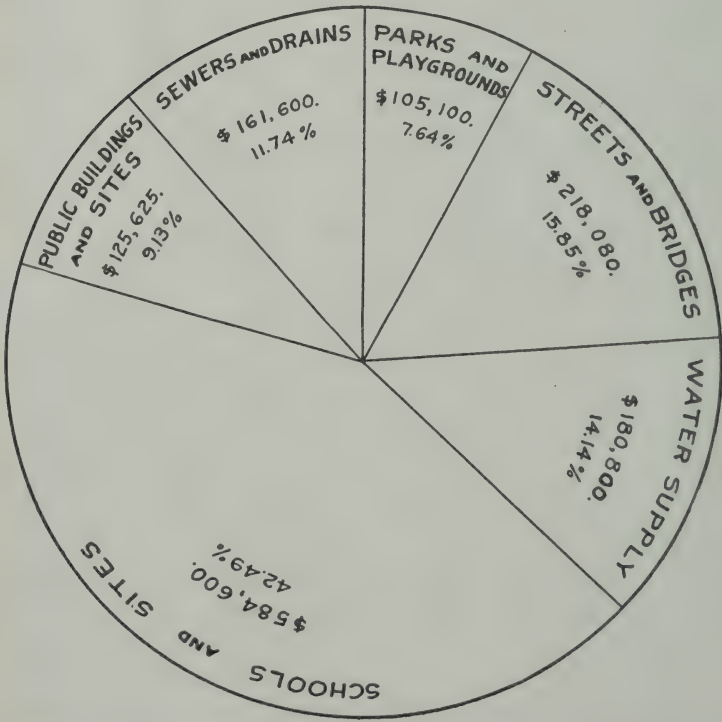 PARKS AND
PLAYGROUNDS
$105,100.
7.64%
STREETS AND BRIDGES
$218,080.
15.85%
WATER SUPPLY
$180,800.
14.14%
SCHOOLS AND SITES
$584,600.
42.49%
PUBLIC BUILDINGS
AND SITES
$125,625.
9.13%
SEWERS AND DRAINS
$161,600.
11.74%